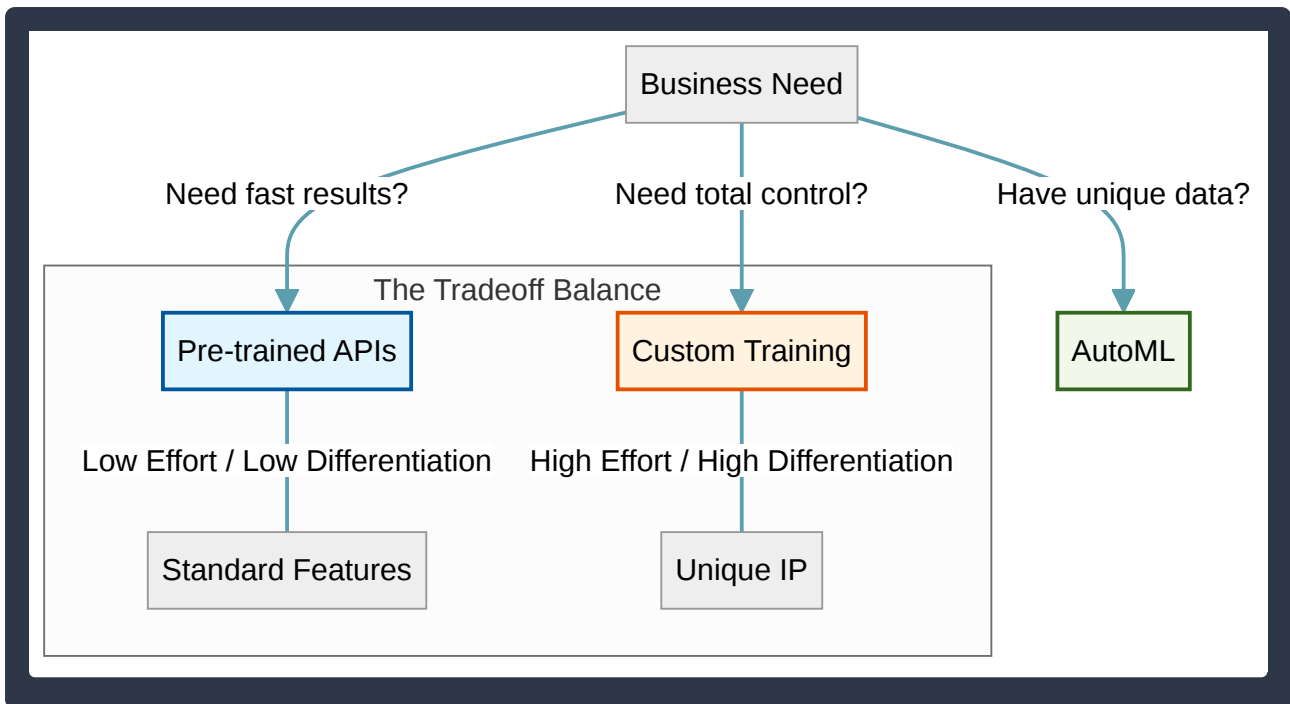 Business Need
Need fast results?
Need total control?
Have unique data?
The Tradeoff Balance
Pre-trained APIs
Custom Training
AutoML
Low Effort / Low Differentiation
High Effort / High Differentiation
Standard Features
Unique IP